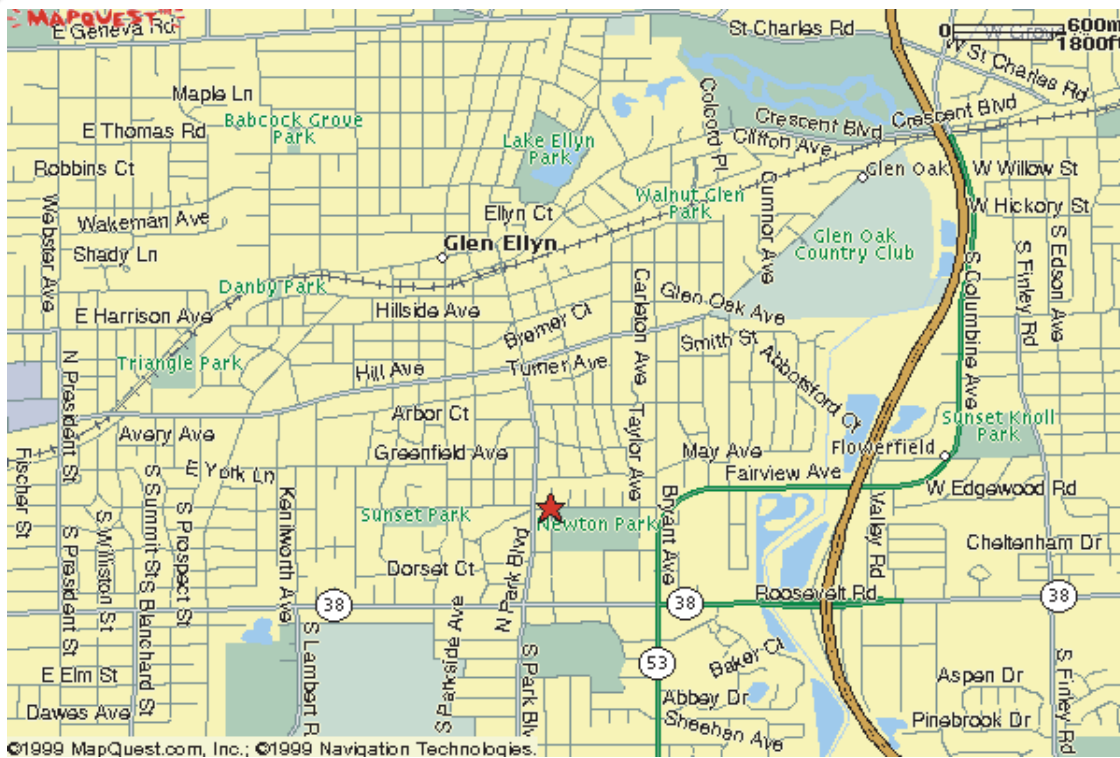 MAPQUEST
E Geneva Rd
St Charles Rd
0 600m
1800ft
W St Charles Rd
Maple Ln
Babcock Grove
Park
E Thomas Rd
Lake Ellyn
Park
Colcord Pl
Crescent Blvd
Crescent Blvd
Clifton Ave
Robbins Ct
Glen Oak
W Willow St
Webster Ave
Wakeman Ave
Ellyn Ct
Walnut Glen
Park
Cumnor Ave
W Hickory St
Shady Ln
Glen Ellyn
Glen Oak
Country Club
S Columbine Ave
S Finley Rd
S Edson Ave
Danby Park
Carleton Ave
Glen Oak Ave
E Harrison Ave
Hillside Ave
Bremer Ct
Smith St
Abbotsford Ct
Triangle Park
N President St
Hill Ave
Turner Ave
Arbor Ct
Taylor Ave
Sunset Knoll
Park
Avery Ave
Greenfield Ave
May Ave
Flowerfield
Fischer St
E York Ln
Fairview Ave
W Edgewood Rd
S President St
S Williston St
S Summit St
S Blanchard St
S Prospect St
Kenilworth Ave
Sunset Park
Newton Park
Bryant Ave
Valley Rd
Cheltenham Dr
Dorset Ct
N Park Blvd
38
38
Roosevelt Rd
38
S Lambert R
S Parkside Ave
S Park Blv
53
Baker Ct
E Elm St
Abbey Dr
Aspen Dr
S Finley Rd
Dawes Ave
Sheehan Ave
Pinebrook Dr
©1999 MapQuest.com, Inc.; ©1999 Navigation Technologies.